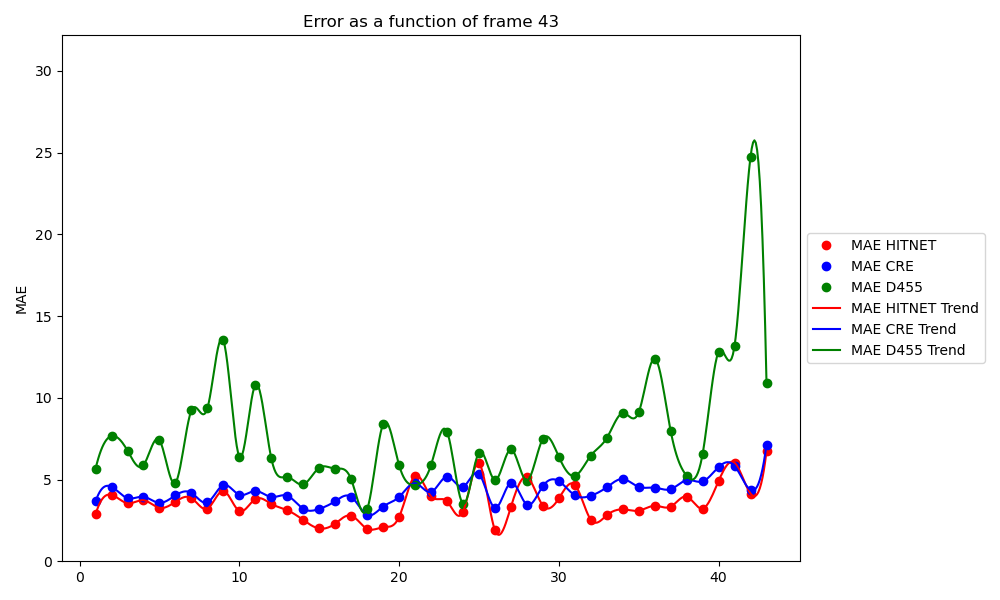 Error as a function of frame 43
MAE
30
25
20
15
10
5
0
0
10
20
30
40
MAE HITNET
MAE CRE
MAE D455
MAE HITNET Trend
MAE CRE Trend
MAE D455 Trend